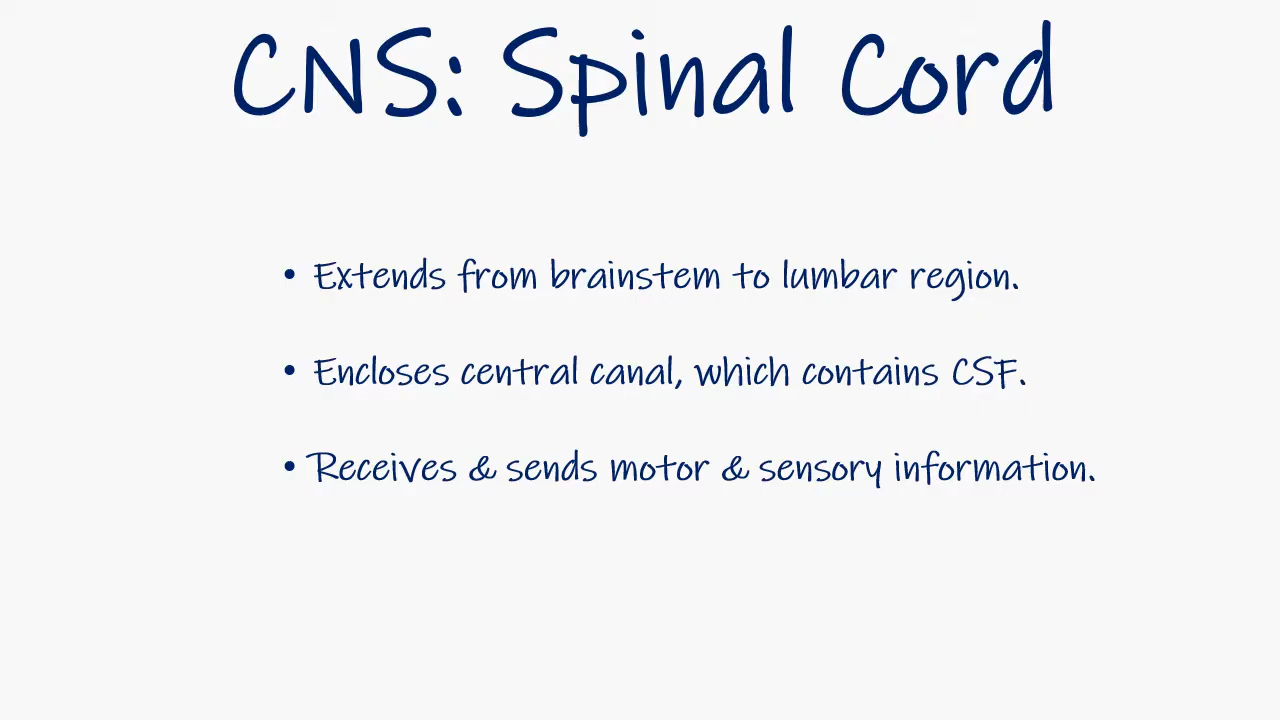 CNS: Spinal Cord
• Extends from brainstem to lumbar region.
• Encloses central canal, which contains CSF.
• Receives & sends motor & sensory information.